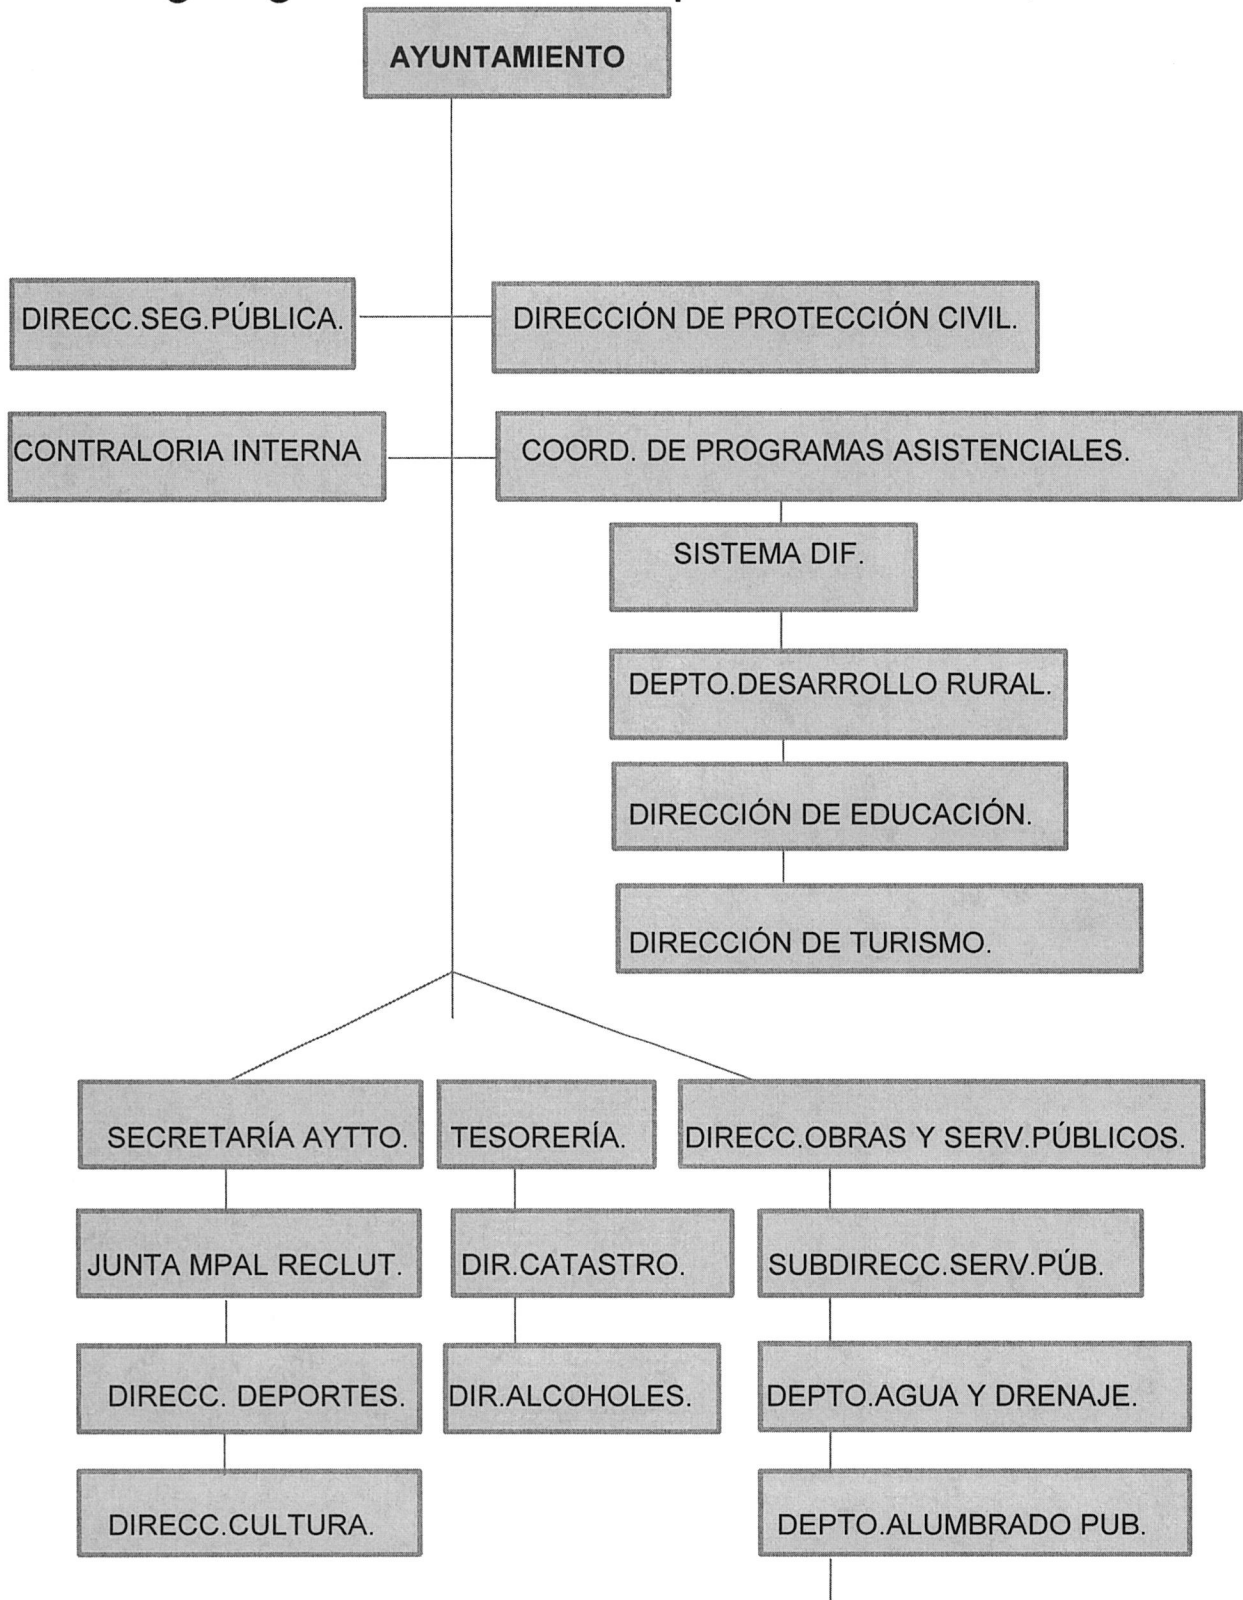 AYUNTAMIENTO
DIRECC.SEG.PÚBLICA.
DIRECCIÓN DE PROTECCIÓN CIVIL.
CONTRALORIA INTERNA
COORD. DE PROGRAMAS ASISTENCIALES.
SISTEMA DIF.
DEPTO.DESARROLLO RURAL.
DIRECCIÓN DE EDUCACIÓN.
DIRECCIÓN DE TURISMO.
SECRETARÍA AYTTO.
TESORERÍA.
DIRECC.OBRAS Y SERV.PÚBLICOS.
JUNTA MPAL RECLUT.
DIR.CATASTRO.
SUBDIRECC.SERV.PÚB.
DIRECC. DEPORTES.
DIR.ALCOHOLES.
DEPTO.AGUA Y DRENAJE.
DIRECC.CULTURA.
DEPTO.ALUMBRADO PUB.